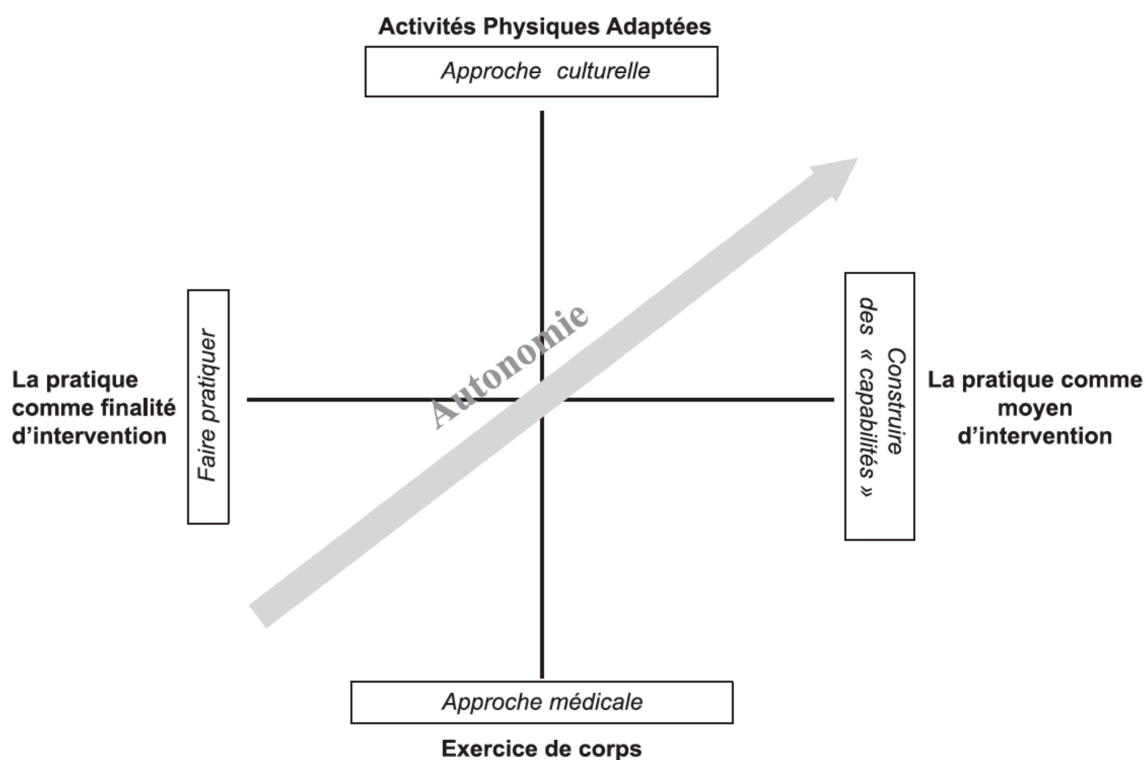 Activités Physiques Adaptées
Approche culturelle
Autonomie
La pratique
comme finalité
d'intervention
Faire pratiquer
Construire
des « capabilités »
La pratique comme
moyen
d'intervention
Approche médicale
Exercice de corps